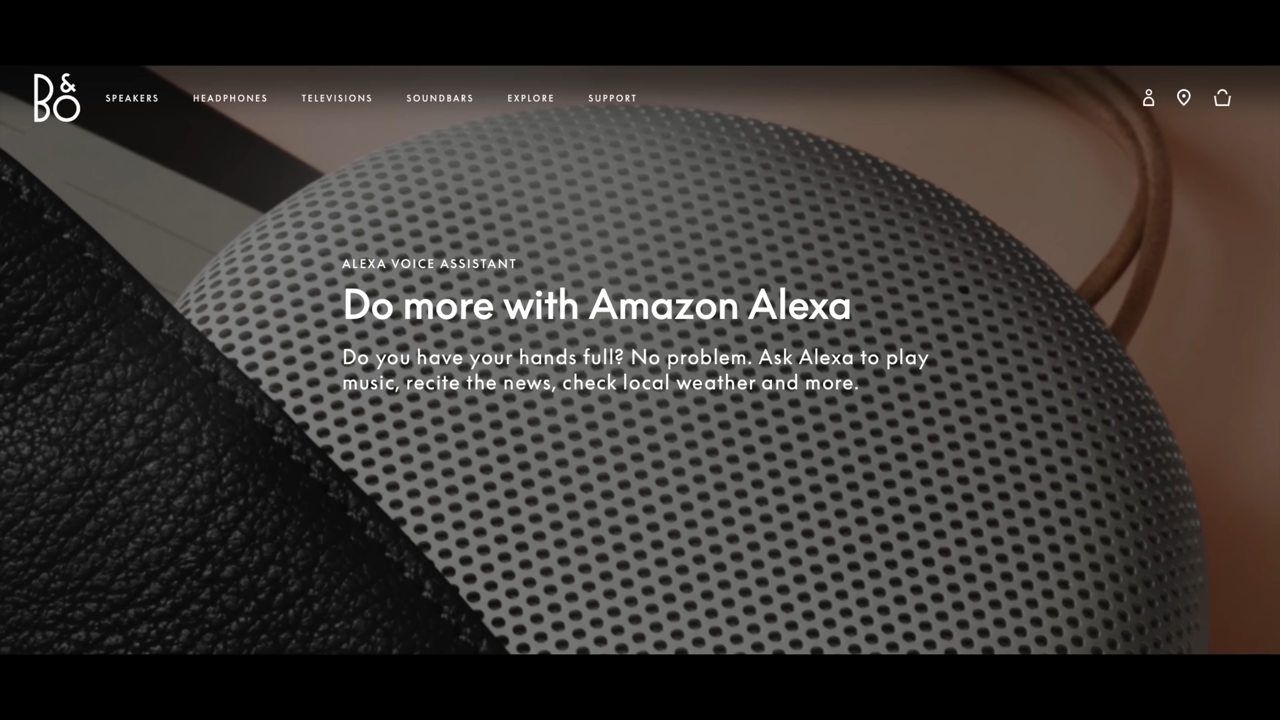 B&O
SPEAKERS HEADPHONES TELEVISIONS SOUNDBARS EXPLORE SUPPORT
ALEXA VOICE ASSISTANT
Do more with Amazon Alexa
Do you have your hands full? No problem. Ask Alexa to play
music, recite the news, check local weather and more.